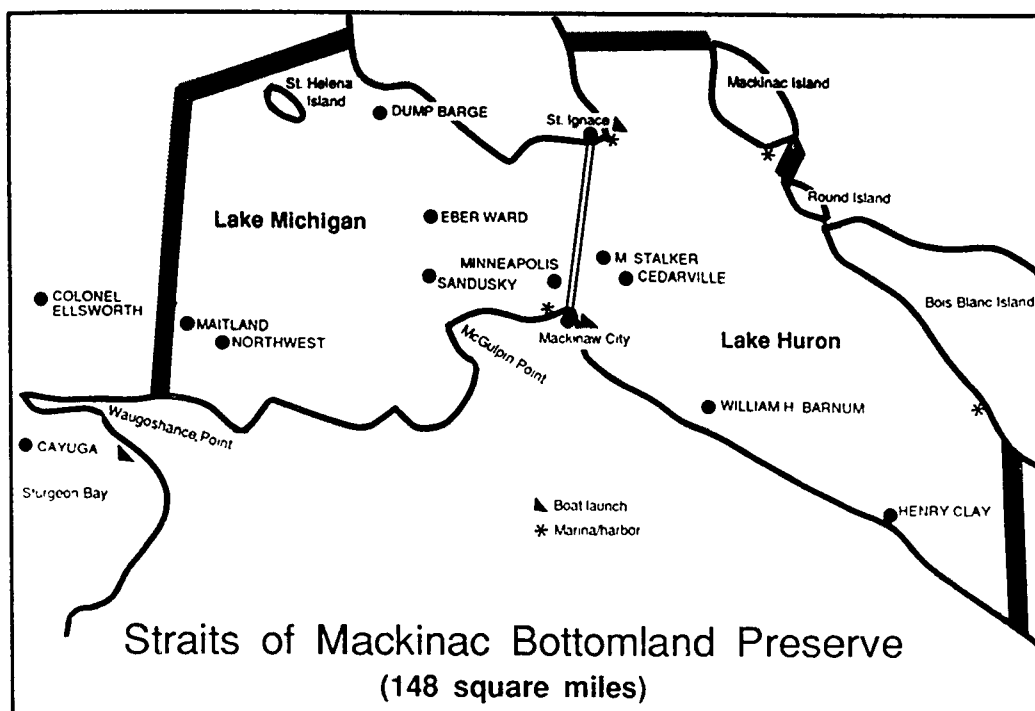 St. Helena
Island
DUMP BARGE
St. Ignace
Mackinac Island
Round Island
Lake Michigan
EBER WARD
MINNEAPOLIS
SANDUSKY
M STALKER
CEDARVILLE
Bois Blanc Island
COLONEL
ELLSWORTH
MAITLAND
NORTHWEST
McGulpin Point
Mackinaw City
Lake Huron
Waugoshance Point
WILLIAM H BARNUM
CAYUGA
Sturgeon Bay
Boat launch
Marina/harbor
HENRY CLAY
Straits of Mackinac Bottomland Preserve
(148 square miles)